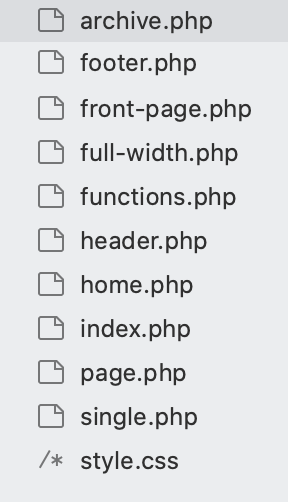 archive.php
footer.php
front-page.php
full-width.php
functions.php
header.php
home.php
index.php
page.php
single.php
/* style.css